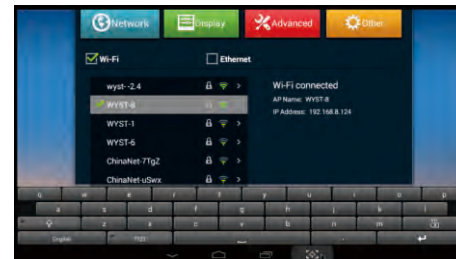 Network Display Advanced Other
Wi-Fi Ethernet
wyst--2.4
WYST-8
WYST-1
WYST-6
ChinaNet-7TgZ
ChinaNet-uSwx
Wi-Fi connected
AP Name: WYST-8
IP Address: 192.168.8.124
q w e r t y u i o p
a s d f g h j k l
z x c v b n m
English ?123 .